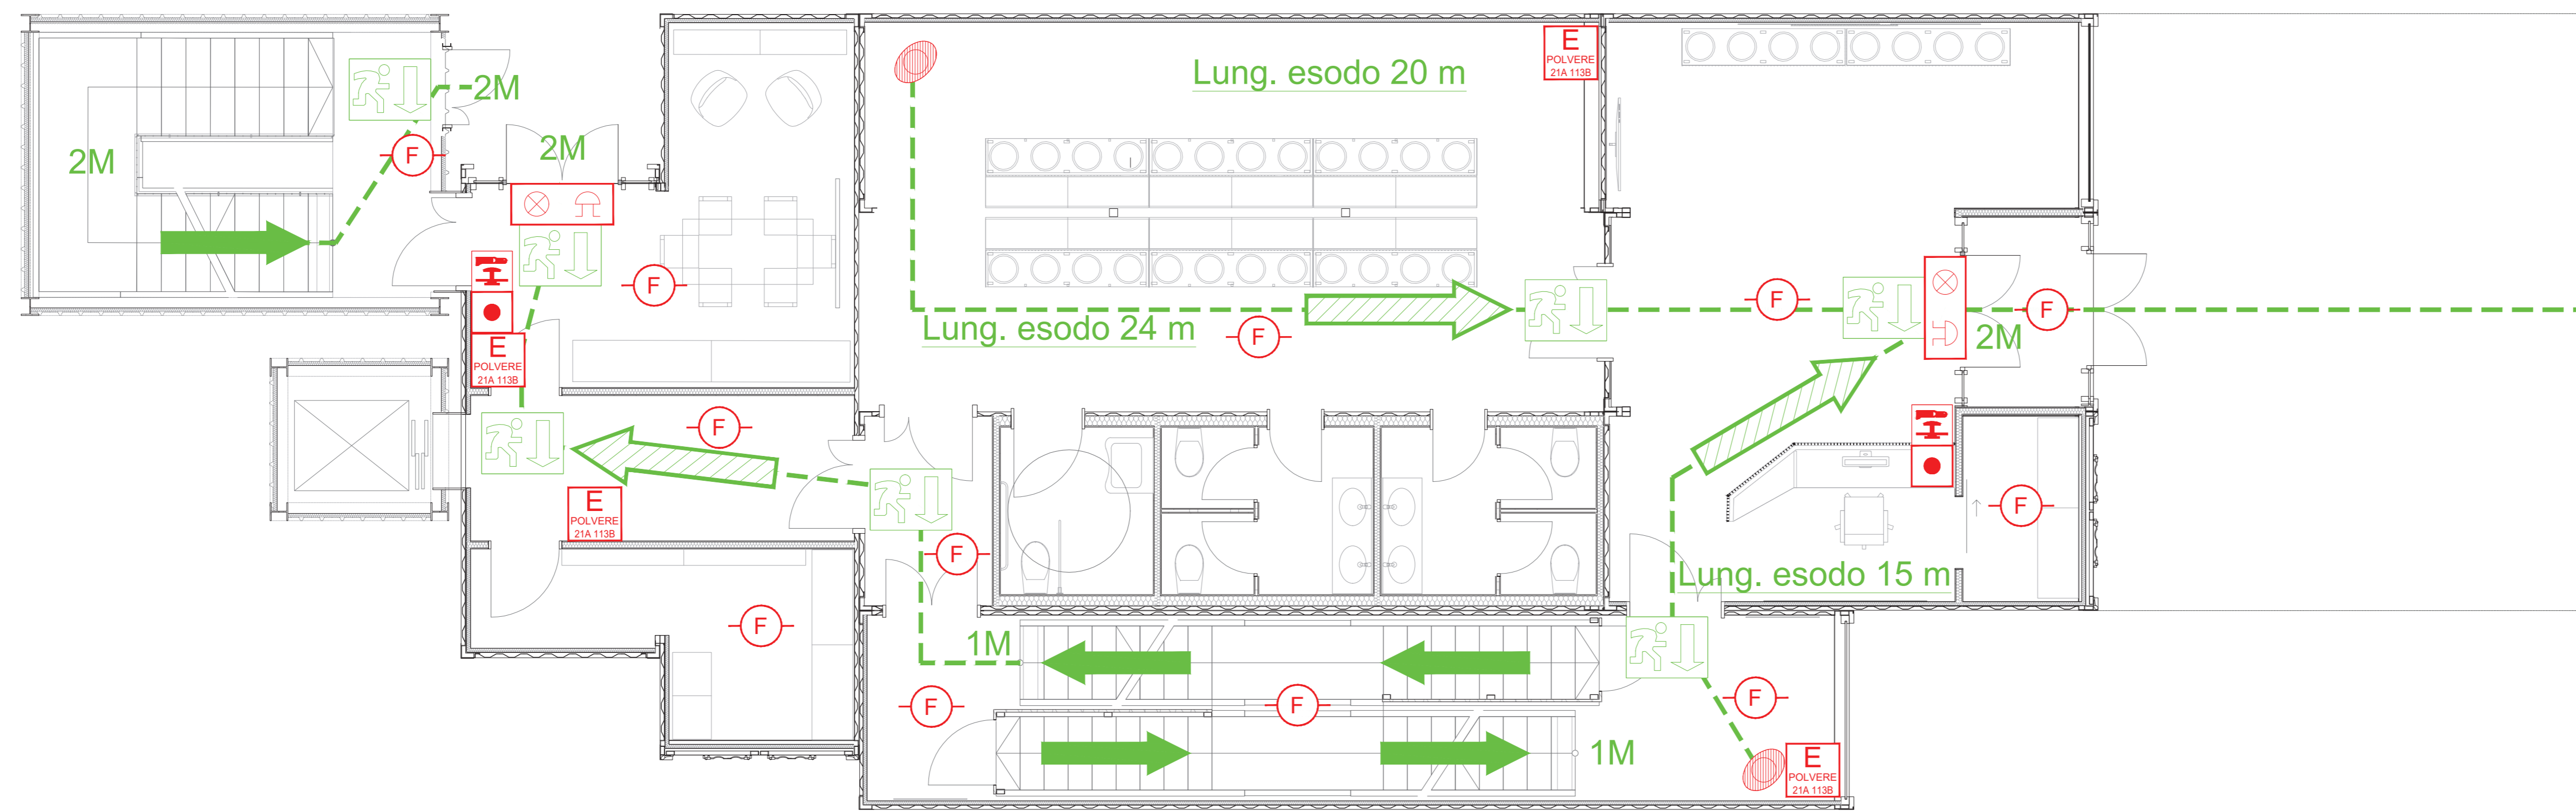 E
POLVERE
21A 113B
Lung. esodo 20 m
2M
2M
2M
F
F
F
F
F
E
POLVERE
21A 113B
Lung. esodo 24 m
F
2M
F
E
POLVERE
21A 113B
F
F
Lung. esodo 15 m
F
1M
F
F
F
1M
E
POLVERE
21A 113B